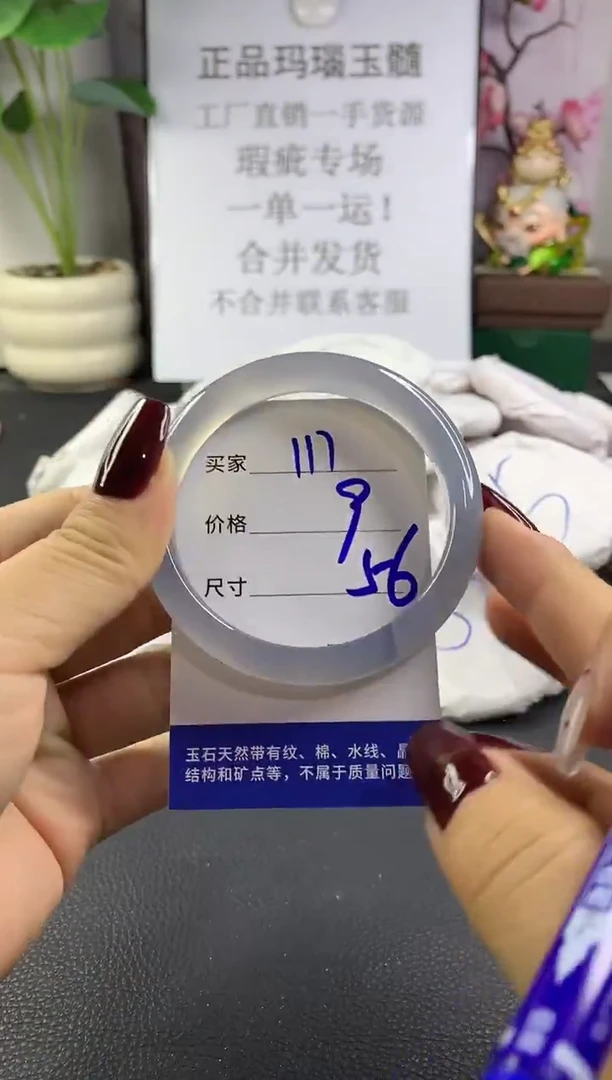 正品玛瑙玉髓
工厂直销一手货源
瑕疵专场
一单一运！
合并发货
不合并联系客服
买家 117
价格 9
尺寸 56
玉石天然带有纹、棉、水线、晶
结构和矿点等，不属于质量问题